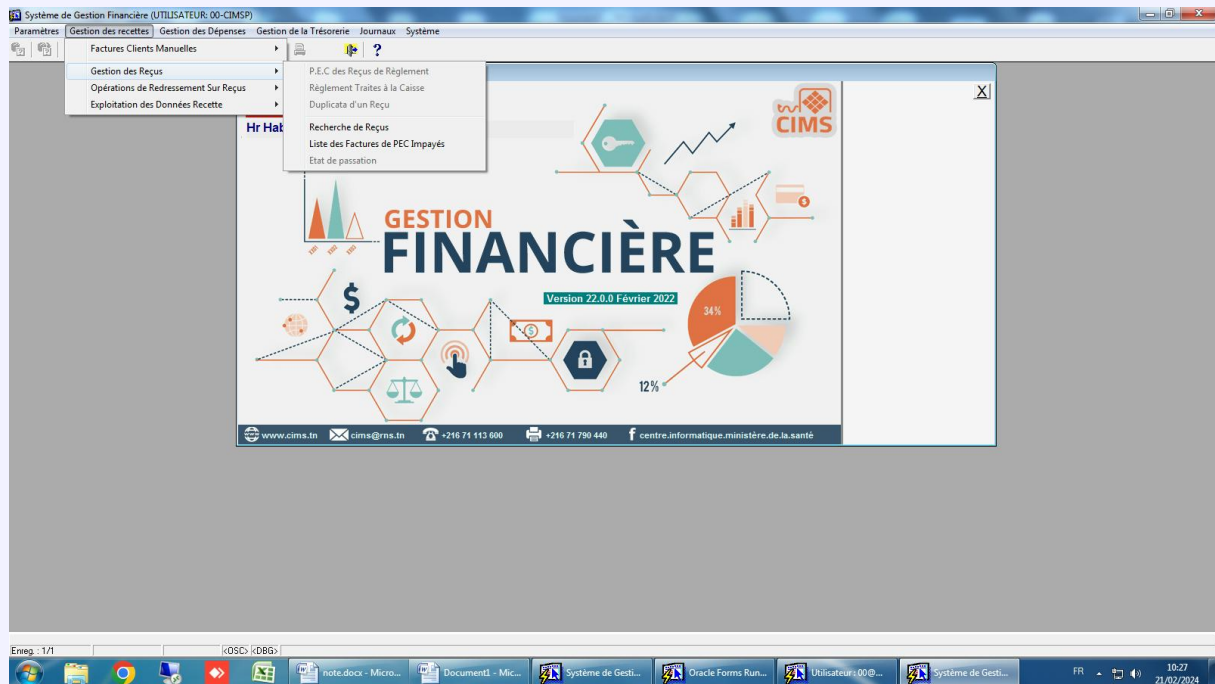 Système de Gestion Financière (UTILISATEUR: 00-CIMSP)
Paramètres Gestion des recettes Gestion des Dépenses Gestion de la Trésorerie Journaux Système
Factures Clients Manuelles
Gestion des Reçus
Opérations de Redressement Sur Reçus
Exploitation des Données Recette
P.E.C des Reçus de Règlement
Règlement Traites à la Caisse
Duplicata d'un Reçu
Recherche de Reçus
Liste des Factures de PEC Impayés
Etat de passation
X
Hr Hab
CIMS
GESTION
FINANCIÈRE
Version 22.0.0 Février 2022
34%
12%
www.cims.tn cims@rns.tn +216 71 113 600 +216 71 790 440 centre.informatique.ministère.de.la.santé
Enreg. : 1/1 <OSC> <DBG>
note.docx - Micro... Document1 - Mic... Système de Gesti... Oracle Forms Run... Utilisateur : 00@... Système de Gesti... FR 10:27
21/02/2024